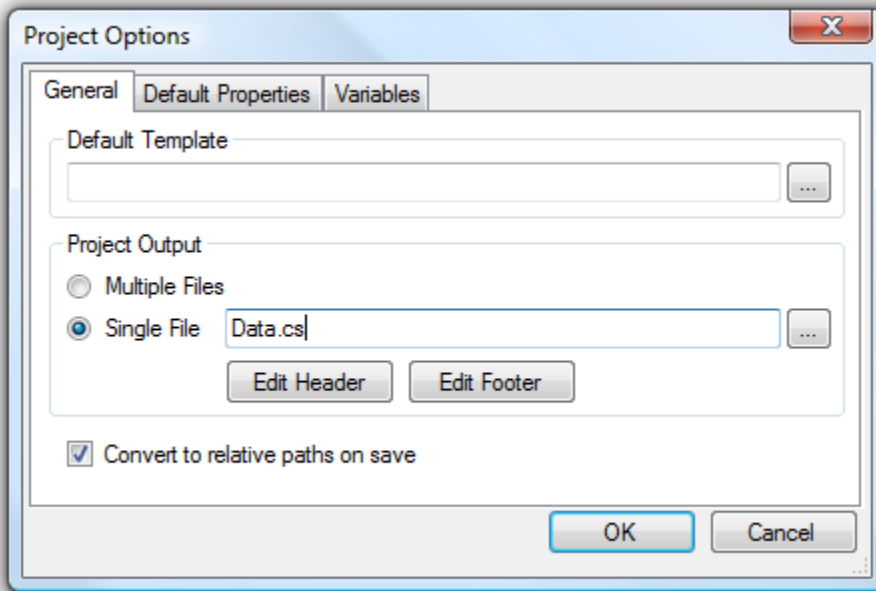 Project Options
General Default Properties Variables
Default Template
...
Project Output
Multiple Files
Single File Data.cs ...
Edit Header Edit Footer
Convert to relative paths on save
OK Cancel